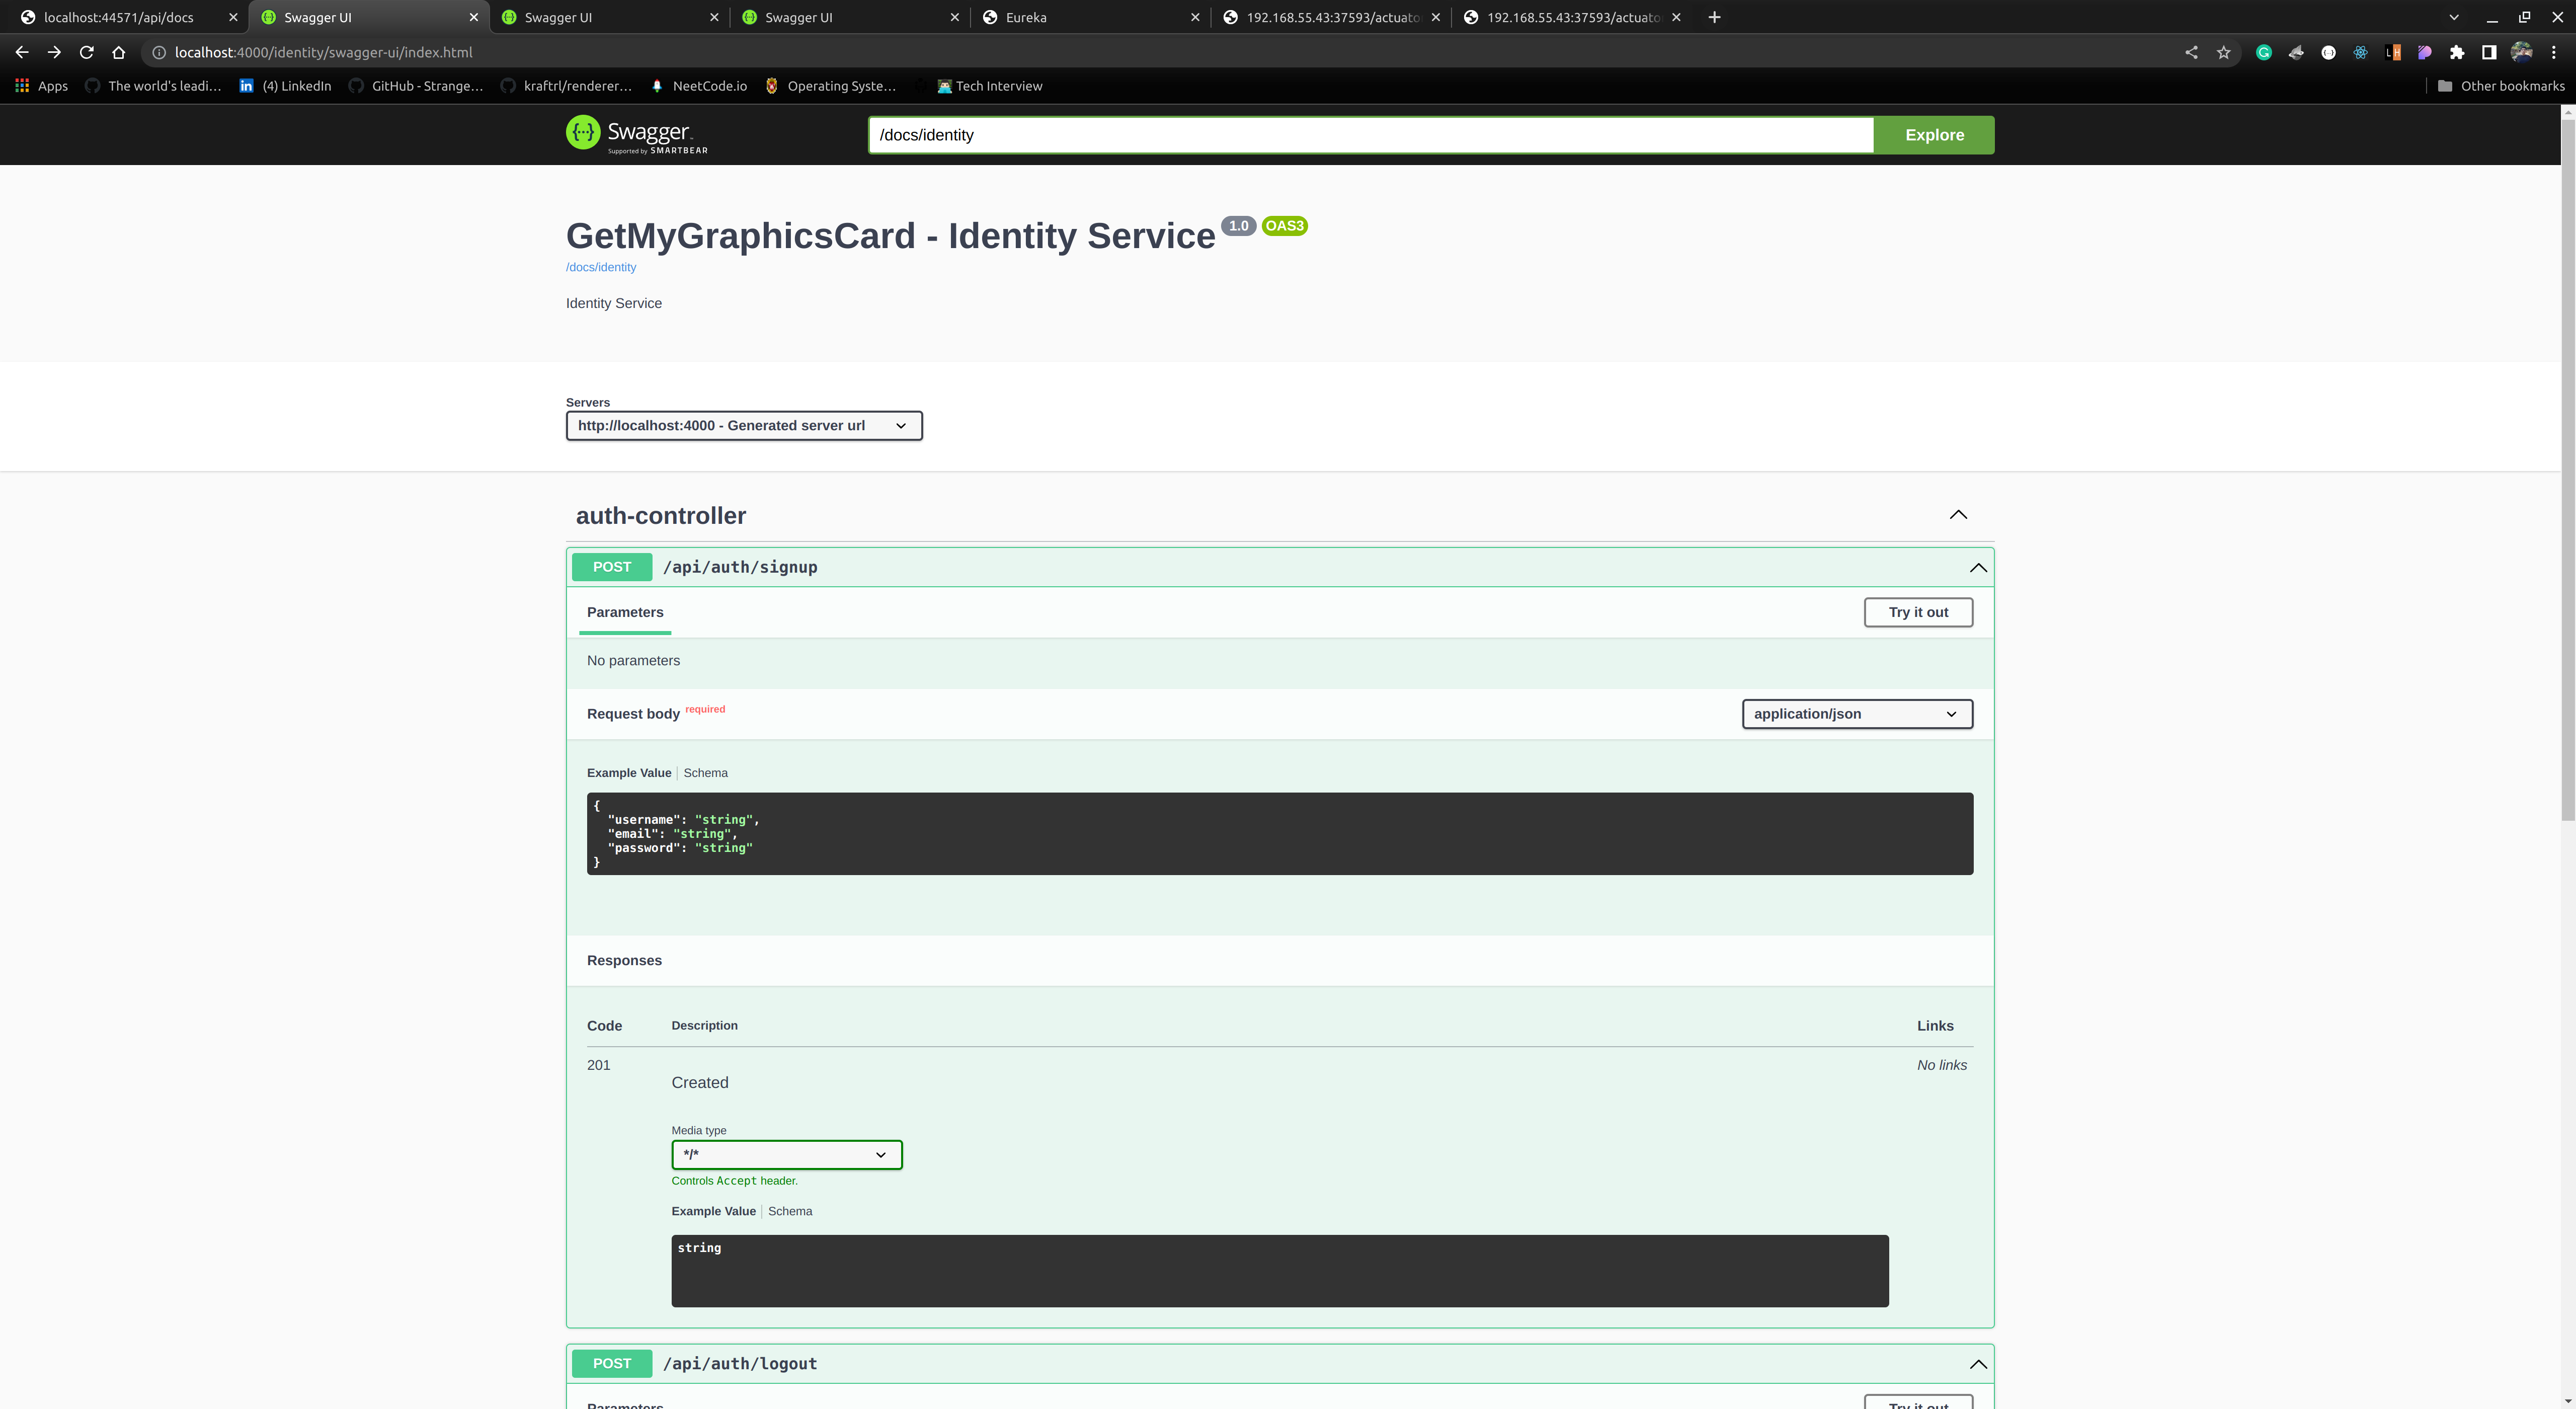 localhost:44571/api/docs
Swagger UI
Swagger UI
Swagger UI
Eureka
192.168.55.43:37593/actuato
192.168.55.43:37593/actuato
localhost:4000/identity/swagger-ui/index.html
Apps
The world's leadi…
(4) LinkedIn
GitHub - Strange…
kraftrl/renderer…
NeetCode.io
Operating Syste…
Tech Interview
Other bookmarks
Swagger
Supported by SMARTBEAR
/docs/identity
Explore
GetMyGraphicsCard - Identity Service 1.0 OAS3
/docs/identity
Identity Service
Servers
http://localhost:4000 - Generated server url
auth-controller
POST /api/auth/signup
Parameters
Try it out
No parameters
Request body required
application/json
Example Value | Schema
{
"username": "string",
"email": "string",
"password": "string"
}
Responses
Code Description Links
201 No links
Created
Media type
*/*
Controls Accept header.
Example Value | Schema
string
POST /api/auth/logout
Parameters
Try it out